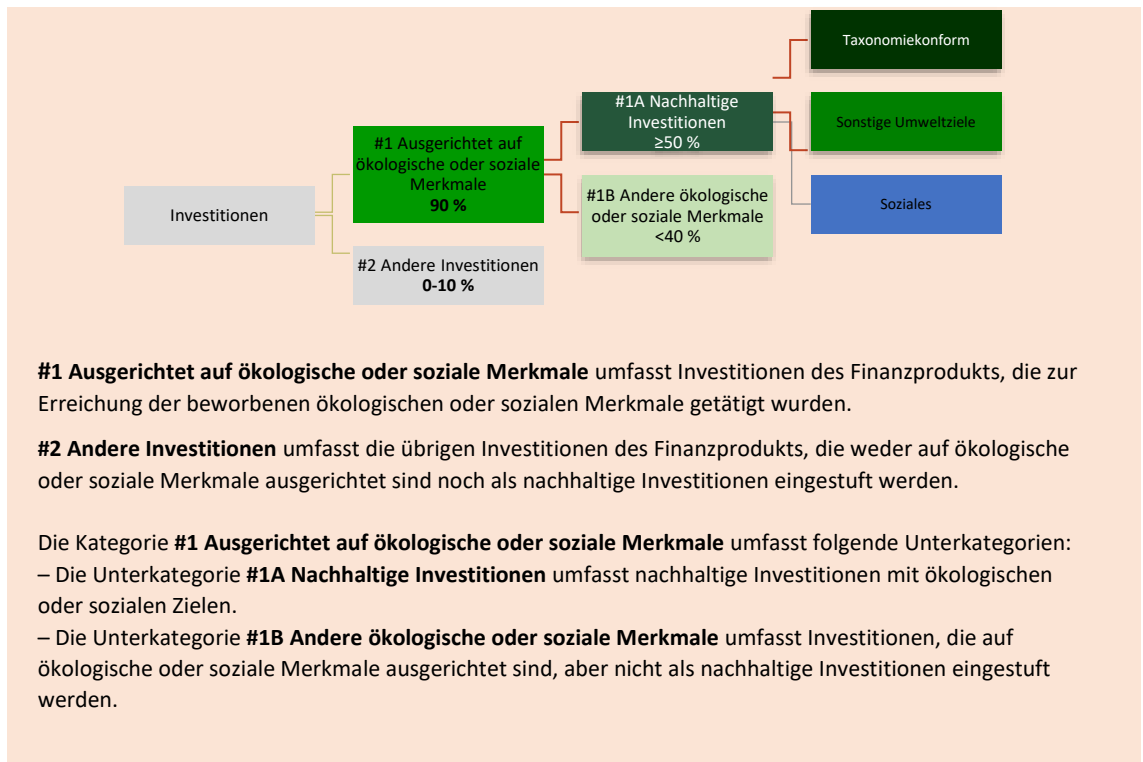 Taxonomiekonform
#1A Nachhaltige
Investitionen
≥50 %
Sonstige Umweltziele
#1 Ausgerichtet auf
ökologische oder soziale
Merkmale
90 %
#1B Andere ökologische
oder soziale Merkmale
<40 %
Soziales
Investitionen
#2 Andere Investitionen
0-10 %
#1 Ausgerichtet auf ökologische oder soziale Merkmale umfasst Investitionen des Finanzprodukts, die zur
Erreichung der beworbenen ökologischen oder sozialen Merkmale getätigt wurden.
#2 Andere Investitionen umfasst die übrigen Investitionen des Finanzprodukts, die weder auf ökologische
oder soziale Merkmale ausgerichtet sind noch als nachhaltige Investitionen eingestuft werden.
Die Kategorie #1 Ausgerichtet auf ökologische oder soziale Merkmale umfasst folgende Unterkategorien:
– Die Unterkategorie #1A Nachhaltige Investitionen umfasst nachhaltige Investitionen mit ökologischen
oder sozialen Zielen.
– Die Unterkategorie #1B Andere ökologische oder soziale Merkmale umfasst Investitionen, die auf
ökologische oder soziale Merkmale ausgerichtet sind, aber nicht als nachhaltige Investitionen eingestuft
werden.